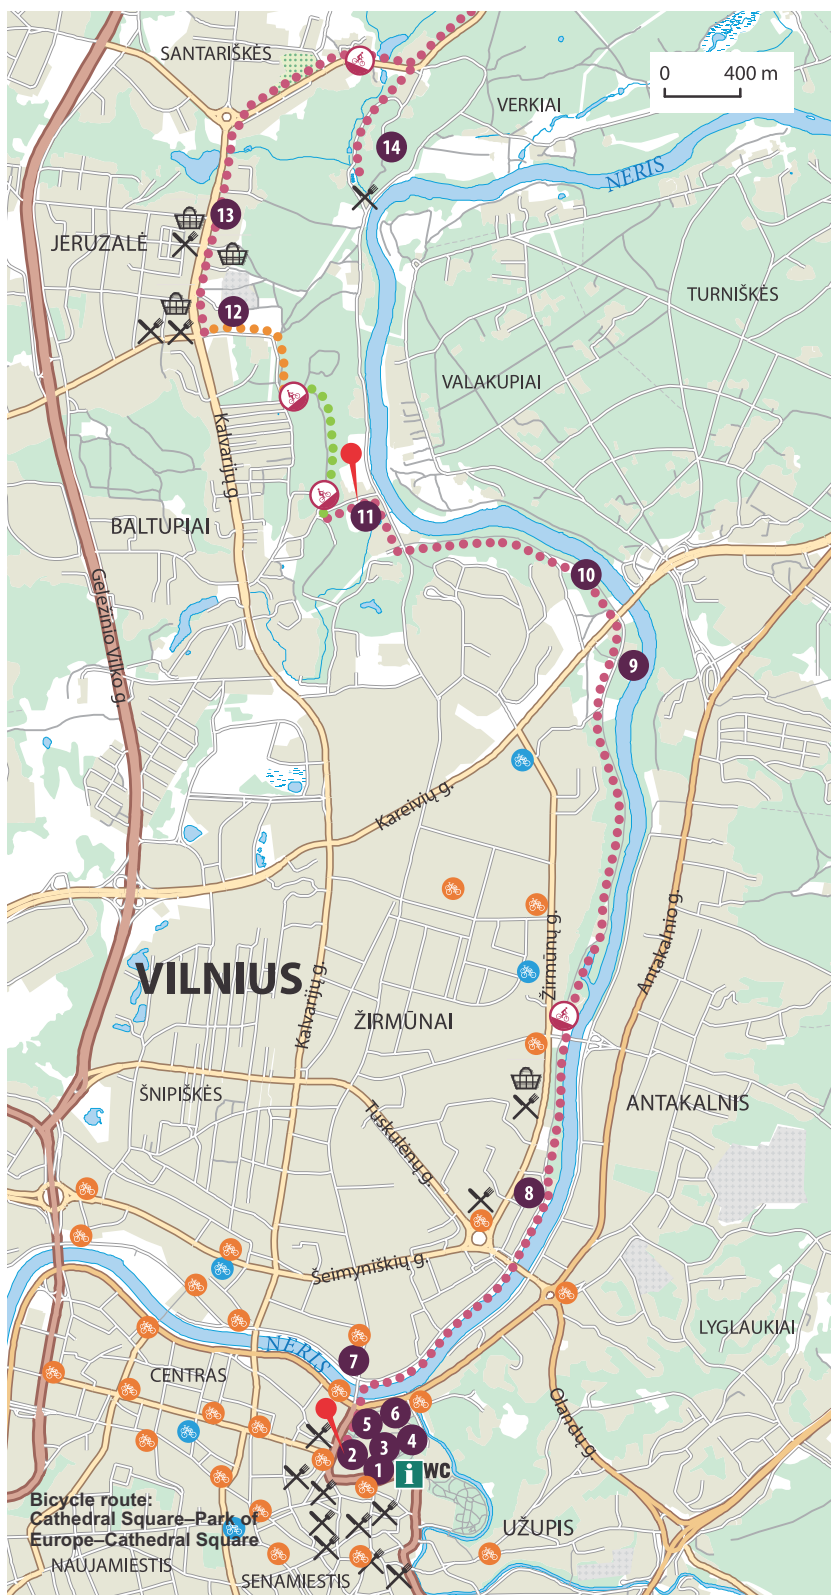 SANTARIŠKĖS
0 400 m
VERKIAI
14
NERIS
13
JERUZALĖ
TURNIŠKĖS
12
VALAKUPIAI
Kalvarijų g.
11
BALTUPIAI
10
Geležinio Vilko g.
9
Kareivių g.
Antakalnio g.
Žirmūnų g.
VILNIUS
Kalvarijų g.
ŽIRMŪNAI
ŠNIPIŠKĖS
ANTAKALNIS
Tuskulėnų g.
8
Šeimyniškių g.
LYGLAUKIAI
NERIS
7
CENTRAS
6
5
Olandų g.
4
3
2
1
i WC
Bicycle route:
Cathedral Square–Park of
Europe–Cathedral Square
UŽUPIS
NAUJAMIESTIS
SENAMIESTIS